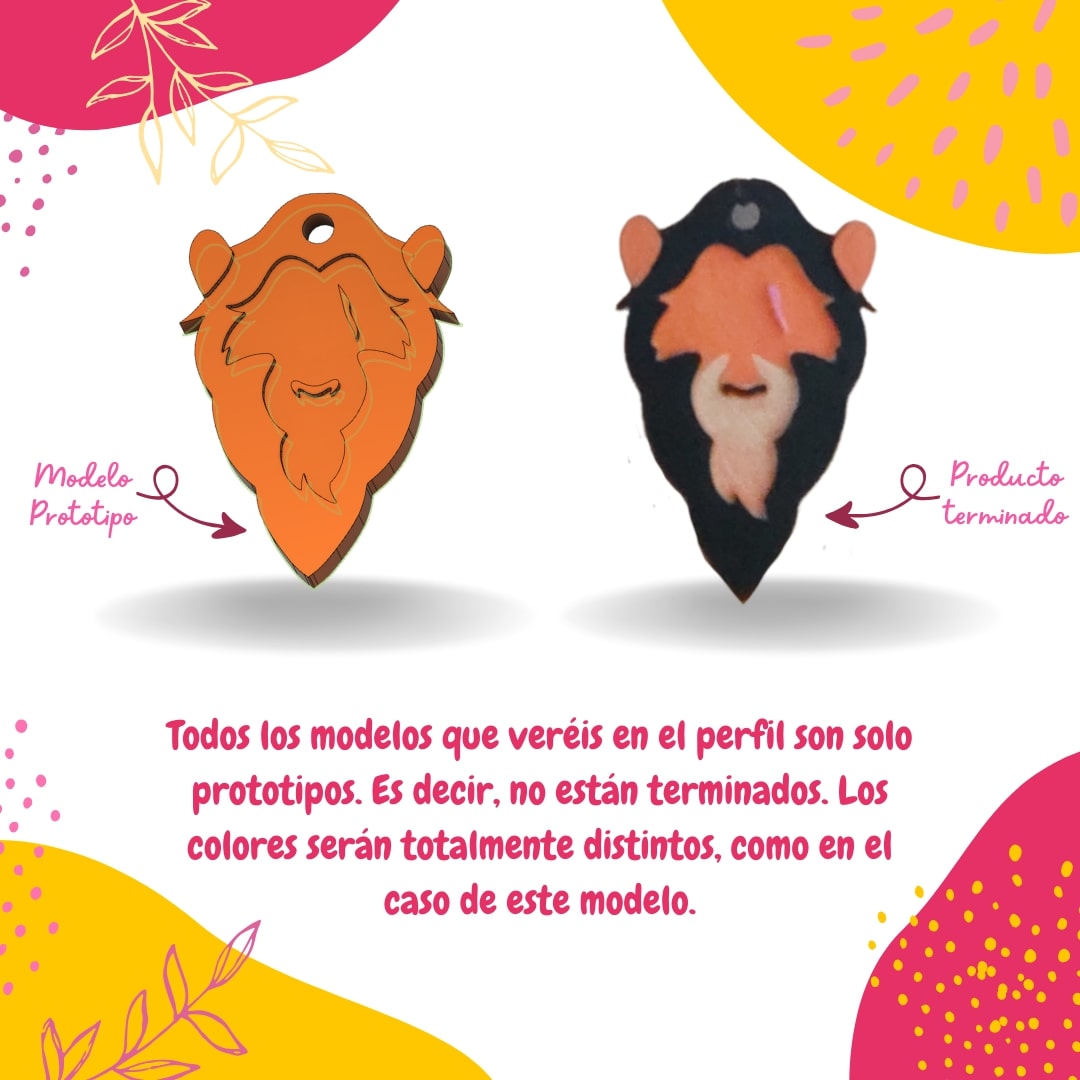 Modelo
Prototipo
Producto
terminado
Todos los modelos que veréis en el perfil son solo
prototipos. Es decir, no están terminados. Los
colores serán totalmente distintos, como en el
caso de este modelo.